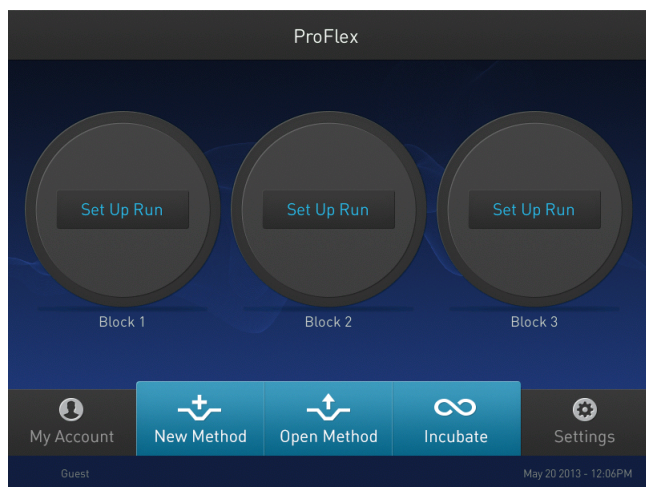 ProFlex
Set Up Run
Set Up Run
Set Up Run
Block 1
Block 2
Block 3
My Account
New Method
Open Method
Incubate
Settings
Guest
May 20 2013 - 12:06PM